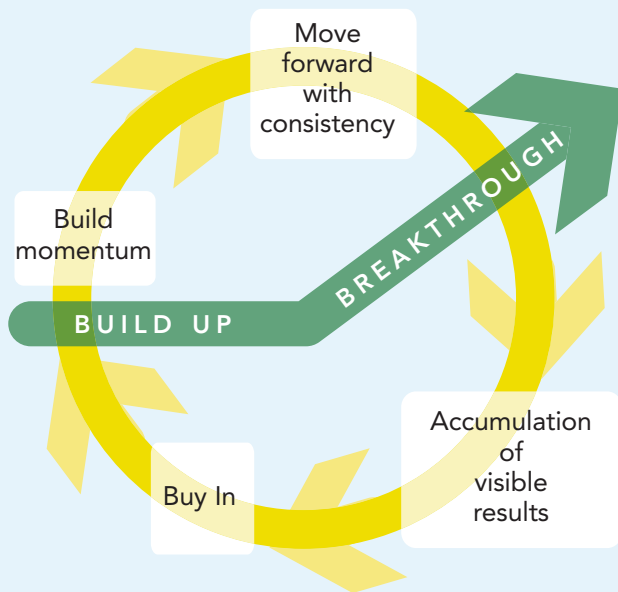 Move
forward
with
consistency
Build
momentum
BREAKTHROUGH
BUILD UP
Accumulation
of
visible
results
Buy In